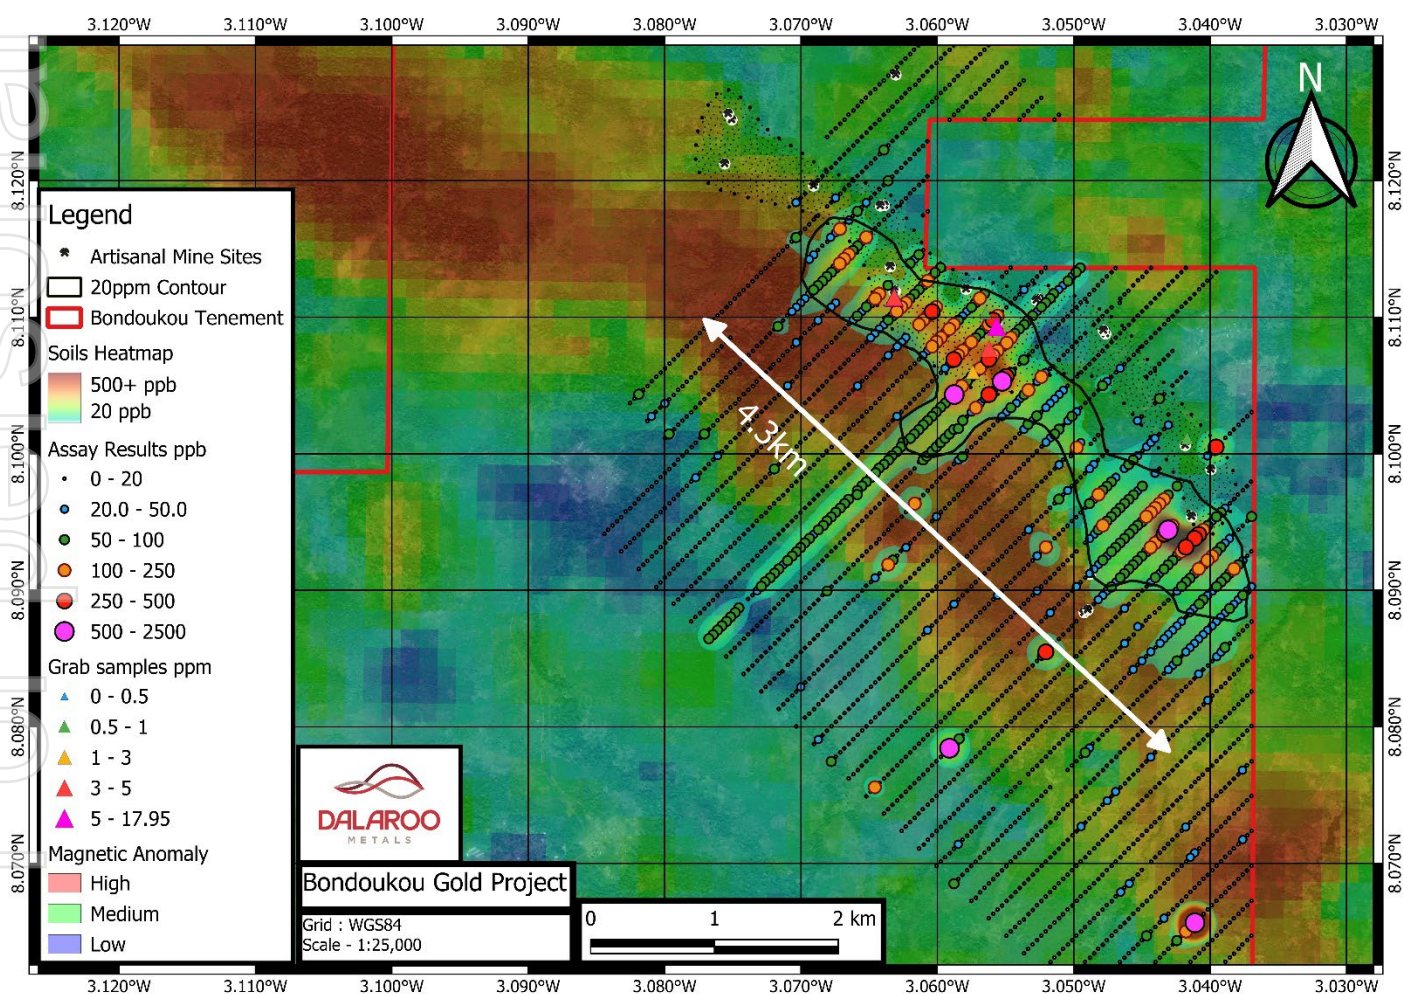 3.120°W 3.110°W 3.100°W 3.090°W 3.080°W 3.070°W 3.060°W 3.050°W 3.040°W 3.030°W
N
8.120°N 8.120°N
8.110°N 8.110°N
8.100°N 8.100°N
8.090°N 8.090°N
8.080°N 8.080°N
8.070°N 8.070°N
Legend
Artisanal Mine Sites
20ppm Contour
Bondoukou Tenement
Soils Heatmap
500+ ppb
20 ppb
Assay Results ppb
0 - 20
20.0 - 50.0
50 - 100
100 - 250
250 - 500
500 - 2500
Grab samples ppm
0 - 0.5
0.5 - 1
1 - 3
3 - 5
5 - 17.95
Magnetic Anomaly
High
Medium
Low
4.3km
DALAROO
METALS
Bondoukou Gold Project
Grid : WGS84
Scale - 1:25,000
0 1 2 km
3.120°W 3.110°W 3.100°W 3.090°W 3.080°W 3.070°W 3.060°W 3.050°W 3.040°W 3.030°W